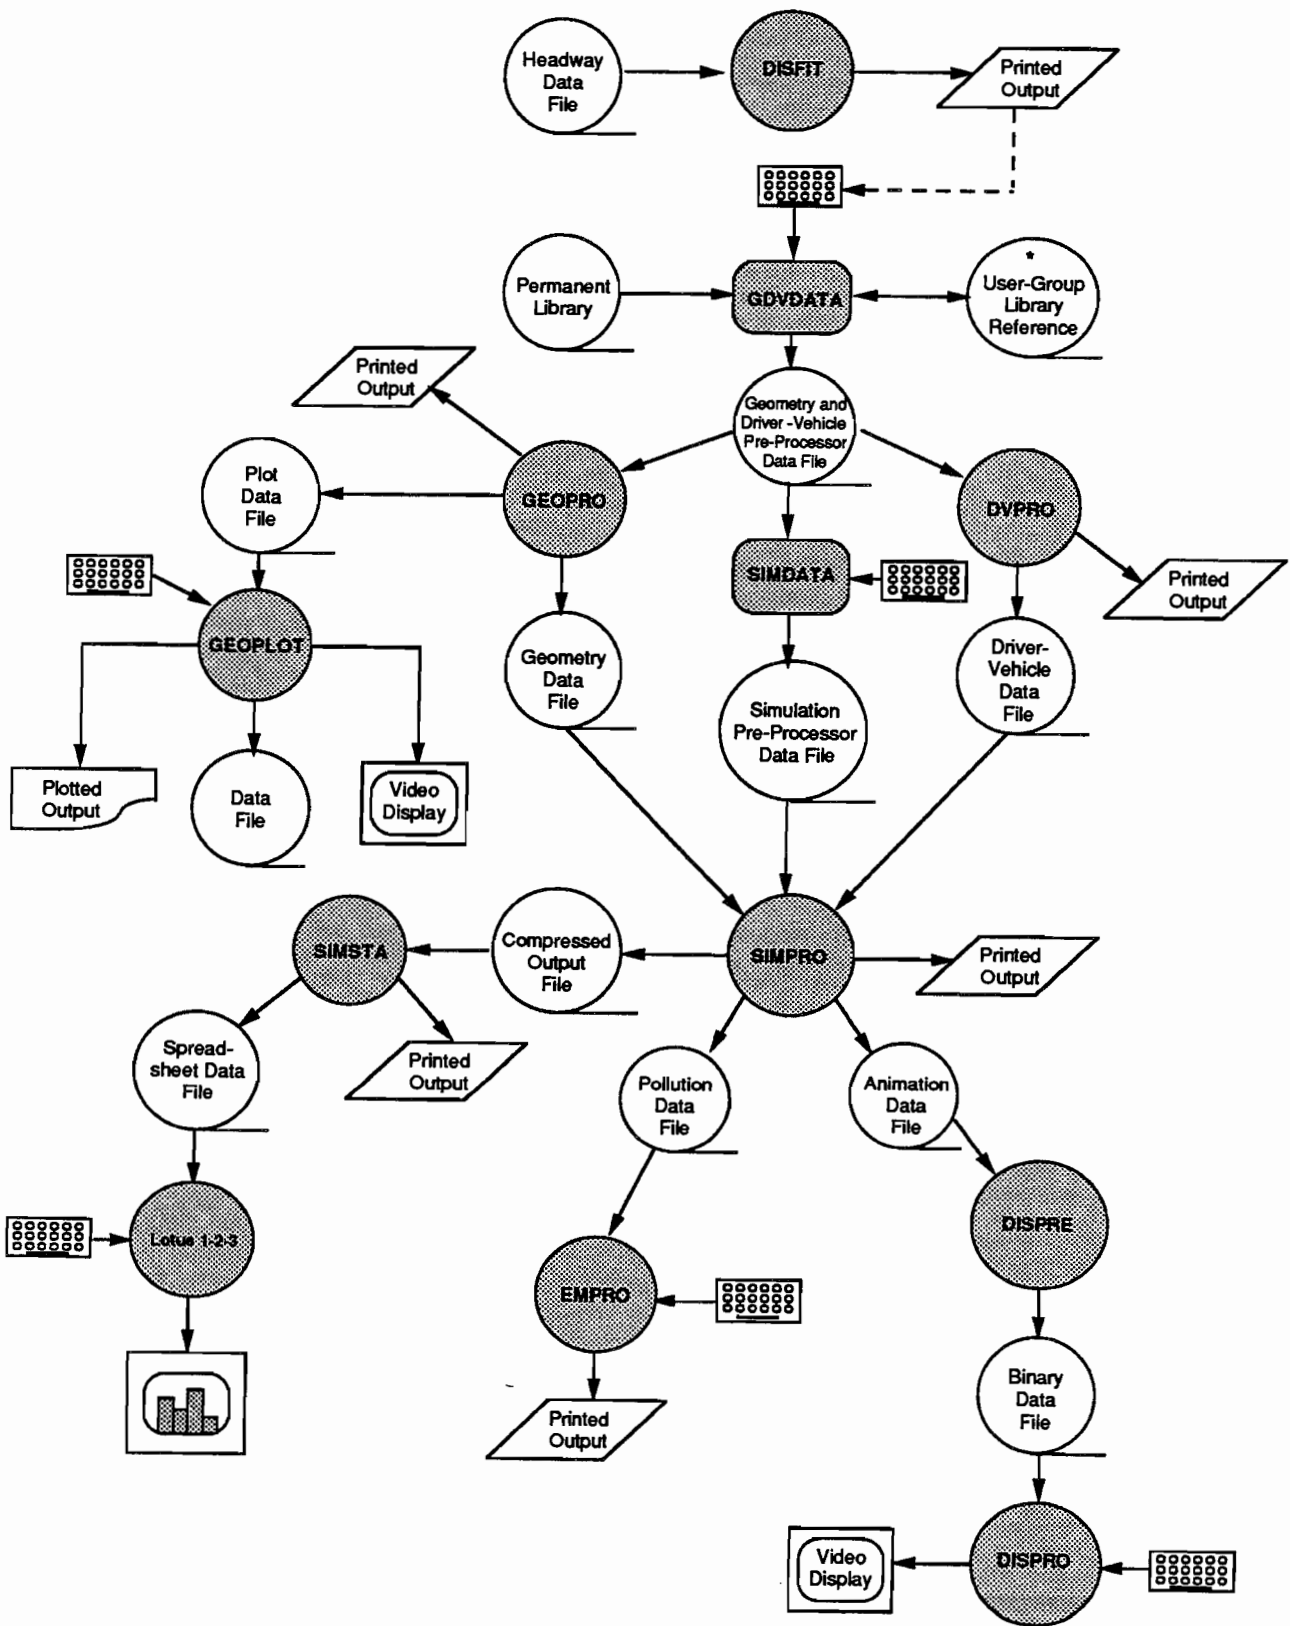 Headway
Data
File
DISFIT
Printed
Output
Permanent
Library
GDVDATA
*
User-Group
Library
Reference
Printed
Output
Geometry and
Driver -Vehicle
Pre-Processor
Data File
Plot
Data
File
GEOPRO
DVPRO
SIMDATA
Printed
Output
GEOPLOT
Geometry
Data
File
Driver-
Vehicle
Data
File
Simulation
Pre-Processor
Data File
Plotted
Output
Data
File
Video
Display
SIMSTA
Compressed
Output
File
SIMPRO
Printed
Output
Spread-
sheet Data
File
Printed
Output
Pollution
Data
File
Animation
Data
File
Lotus 1-2-3
EMPRO
DISPRE
Printed
Output
Binary
Data
File
Video
Display
DISPRO